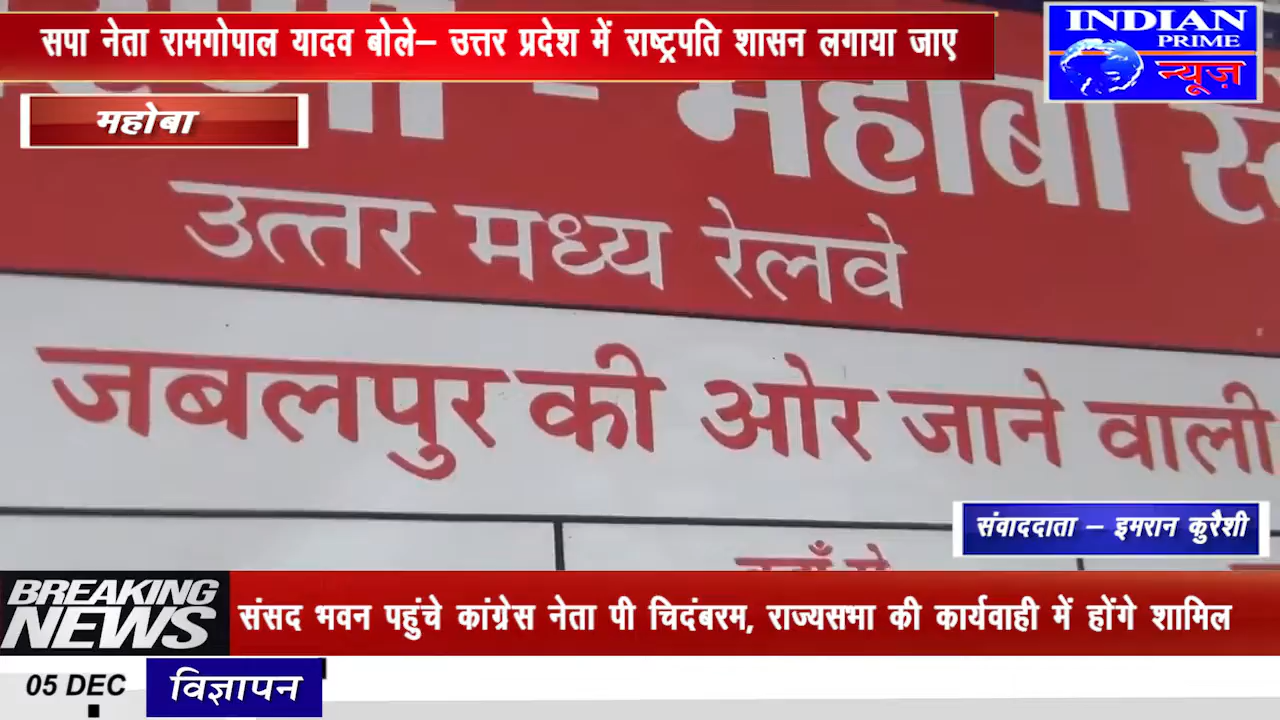 सपा नेता रामगोपाल यादव बोले– उत्तर प्रदेश में राष्ट्रपति शासन लगाया जाए
INDIAN
PRIME
न्यूज़
महोबा
- महोबा
उत्तर मध्य रेलवे
जबलपुर की ओर जाने वाली
संवाददाता – इमरान कुरैशी
BREAKING
NEWS
संसद भवन पहुंचे कांग्रेस नेता पी चिदंबरम, राज्यसभा की कार्यवाही में होंगे शामिल
05 DEC
विज्ञापन